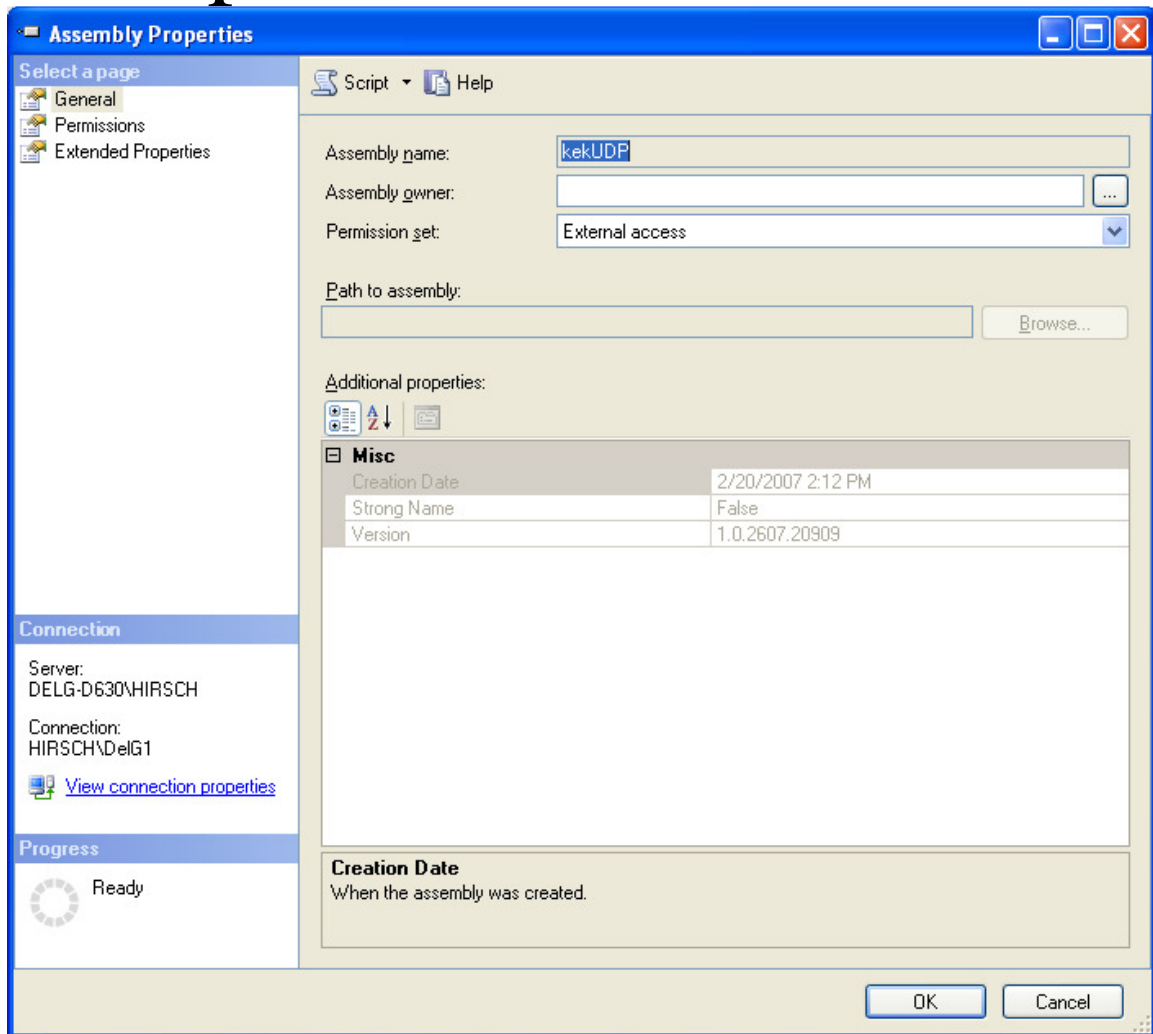 Assembly Properties
Select a page
General
Permissions
Extended Properties
Script Help
Assembly name: kekUDP
Assembly owner: ...
Permission set: External access
Path to assembly:
Browse...
Additional properties:
Misc
Creation Date 2/20/2007 2:12 PM
Strong Name False
Version 1.0.2607.20909
Connection
Server:
DELG-D630\HIRSCH
Connection:
HIRSCH\DelG1
View connection properties
Progress
Ready
Creation Date
When the assembly was created.
OK Cancel